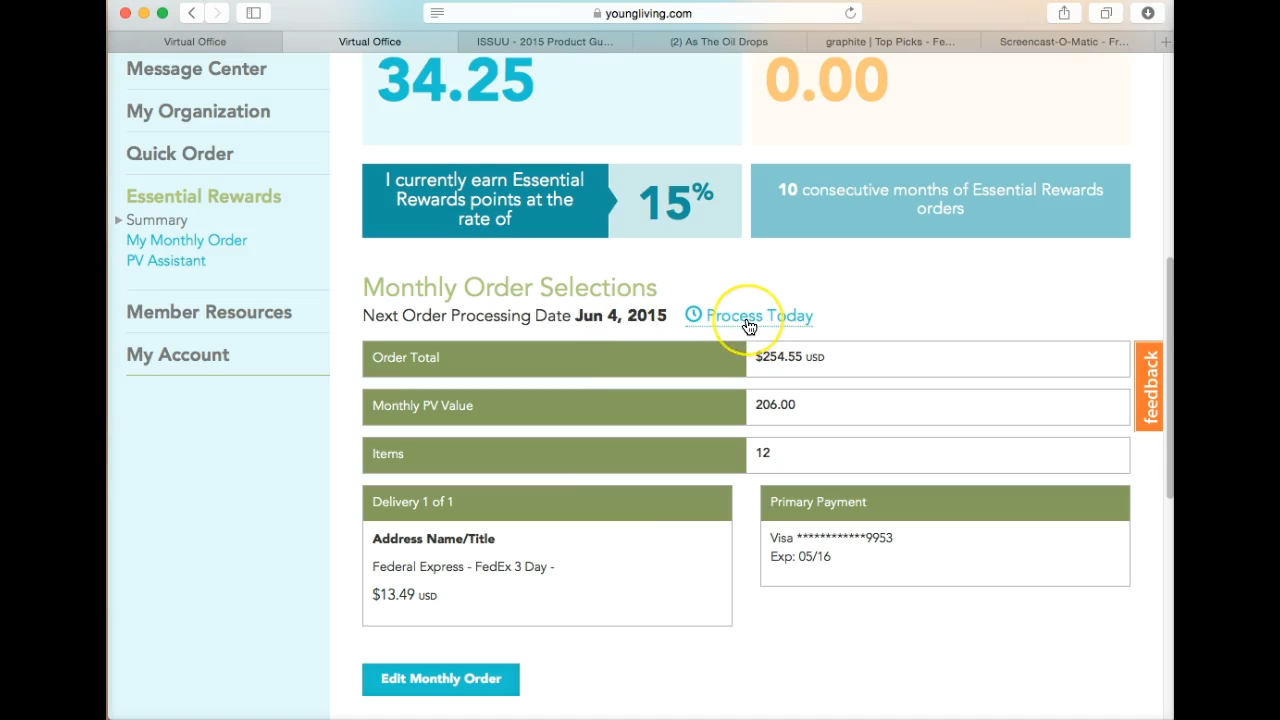 youngliving.com
Virtual Office
Virtual Office
ISSUU - 2015 Product Gu...
(2) As The Oil Drops
graphite | Top Picks - Fe...
Screencast-O-Matic - Fr...
Message Center
My Organization
Quick Order
Essential Rewards
Summary
My Monthly Order
PV Assistant
Member Resources
My Account
34.25
0.00
I currently earn Essential
Rewards points at the
rate of
15%
10 consecutive months of Essential Rewards
orders
Monthly Order Selections
Next Order Processing Date Jun 4, 2015 Process Today
Order Total $254.55 USD
Monthly PV Value 206.00
Items 12
Delivery 1 of 1
Address Name/Title
Federal Express - FedEx 3 Day -
$13.49 USD
Primary Payment
Visa ************9953
Exp: 05/16
Edit Monthly Order
feedback